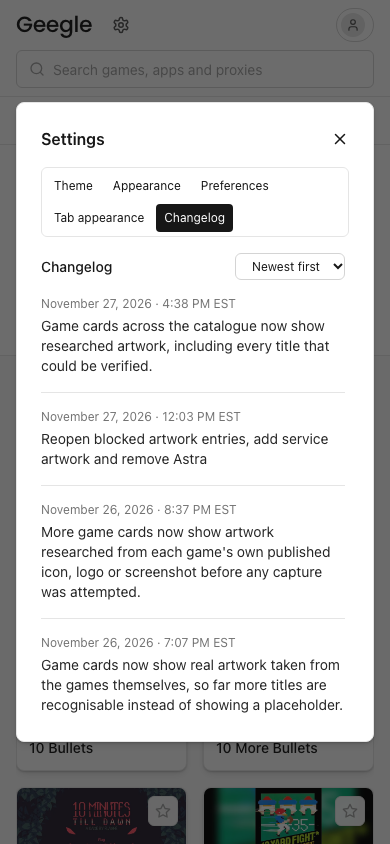 Geegle
Search games, apps and proxies
Settings
Theme Appearance Preferences
Tab appearance Changelog
Changelog
Newest first
November 27, 2026 · 4:38 PM EST
Game cards across the catalogue now show
researched artwork, including every title that
could be verified.
November 27, 2026 · 12:03 PM EST
Reopen blocked artwork entries, add service
artwork and remove Astra
November 26, 2026 · 8:37 PM EST
More game cards now show artwork
researched from each game's own published
icon, logo or screenshot before any capture
was attempted.
November 26, 2026 · 7:07 PM EST
Game cards now show real artwork taken from
the games themselves, so far more titles are
recognisable instead of showing a placeholder.
10 Bullets
10 More Bullets
10 MINUTES
TILL DAWN
35
YARD FIGHT